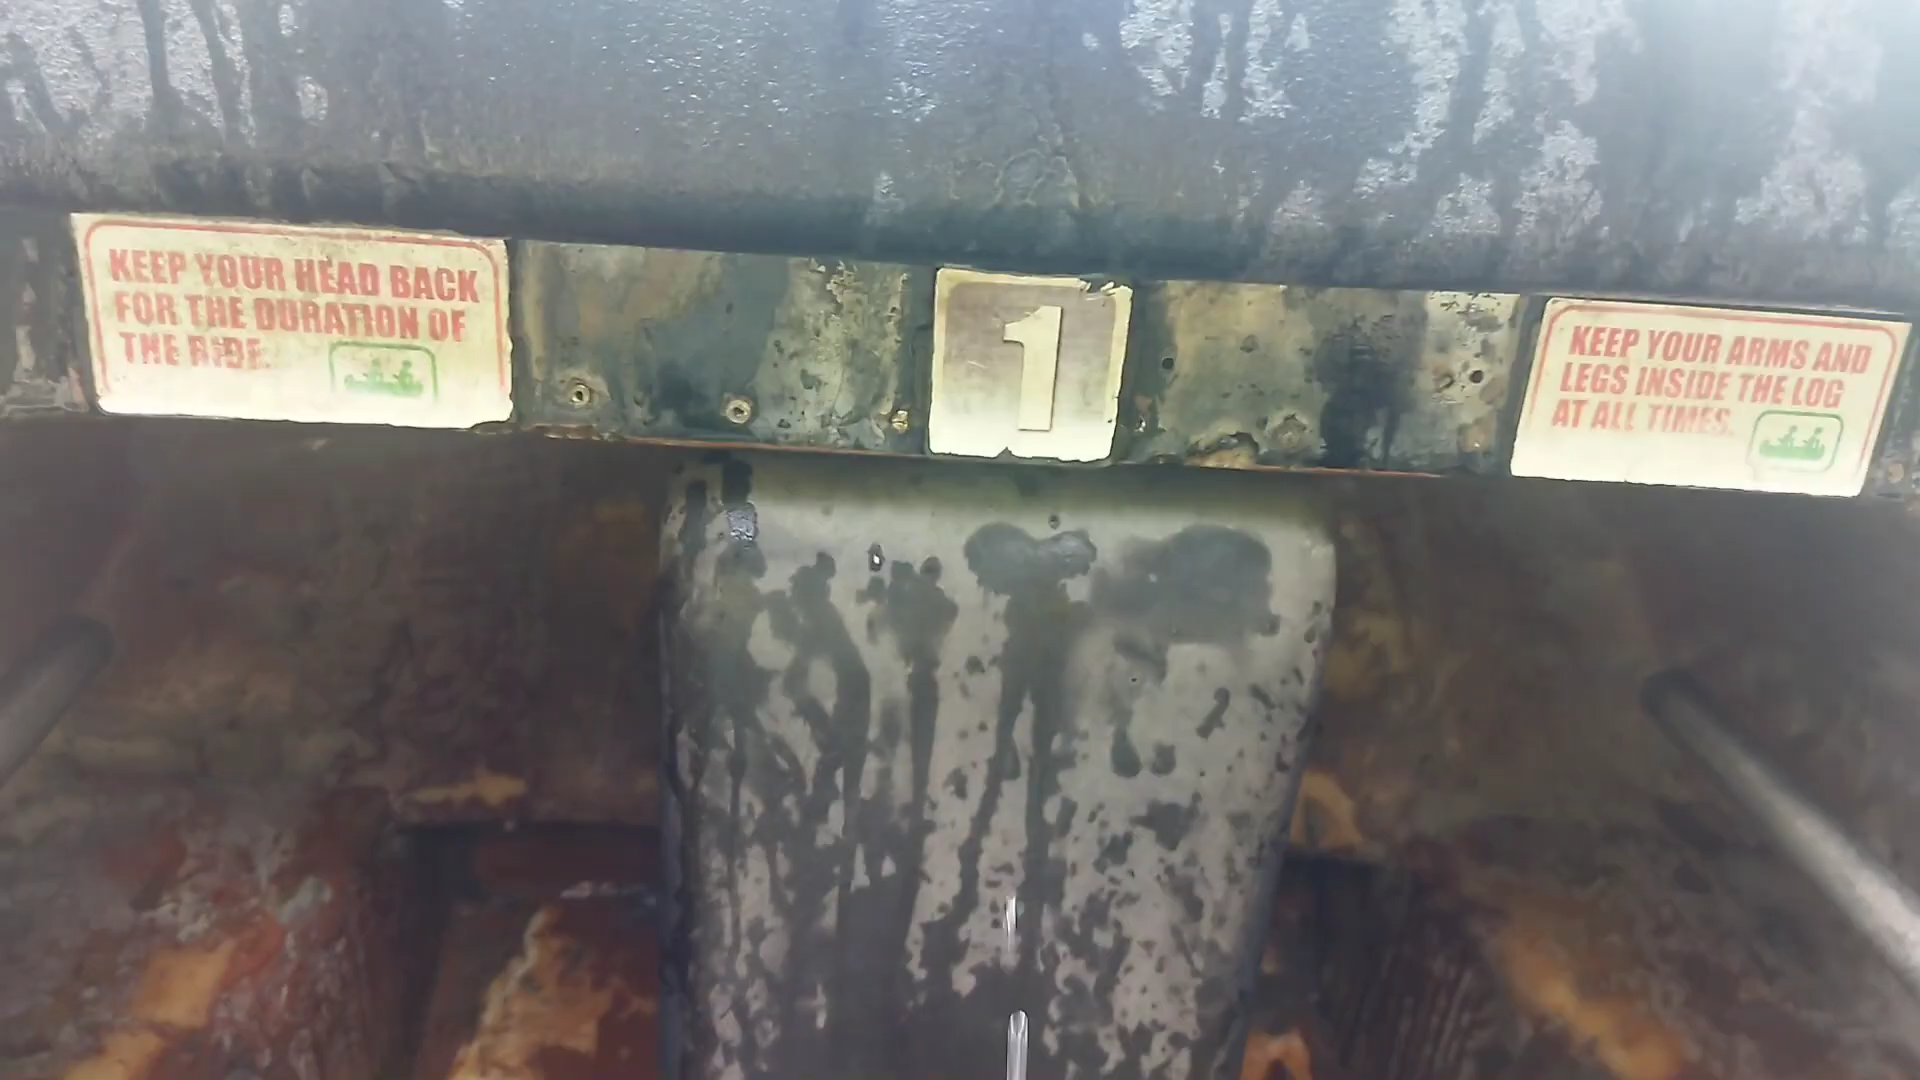 KEEP YOUR HEAD BACK
FOR THE DURATION OF
THE RIDE.
1
KEEP YOUR ARMS AND
LEGS INSIDE THE LOG
AT ALL TIMES.